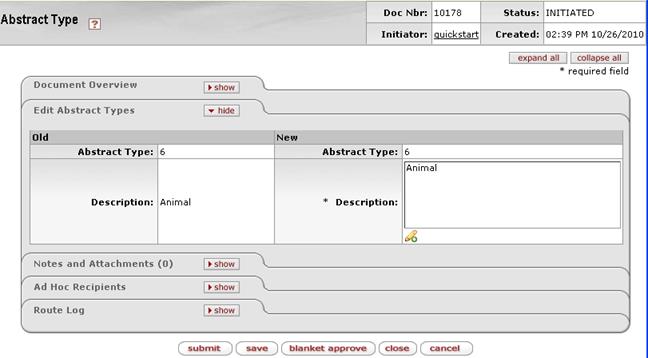 Doc Nbr: 10178 Status: INITIATED
Abstract Type ?
Initiator: quickstart Created: 02:39 PM 10/26/2010
expand all collapse all
* required field
Document Overview show
Edit Abstract Types hide
Old New
Abstract Type: 6 Abstract Type: 6
Animal
Description: Animal * Description:
Notes and Attachments (0) show
Ad Hoc Recipients show
Route Log show
submit save blanket approve close cancel